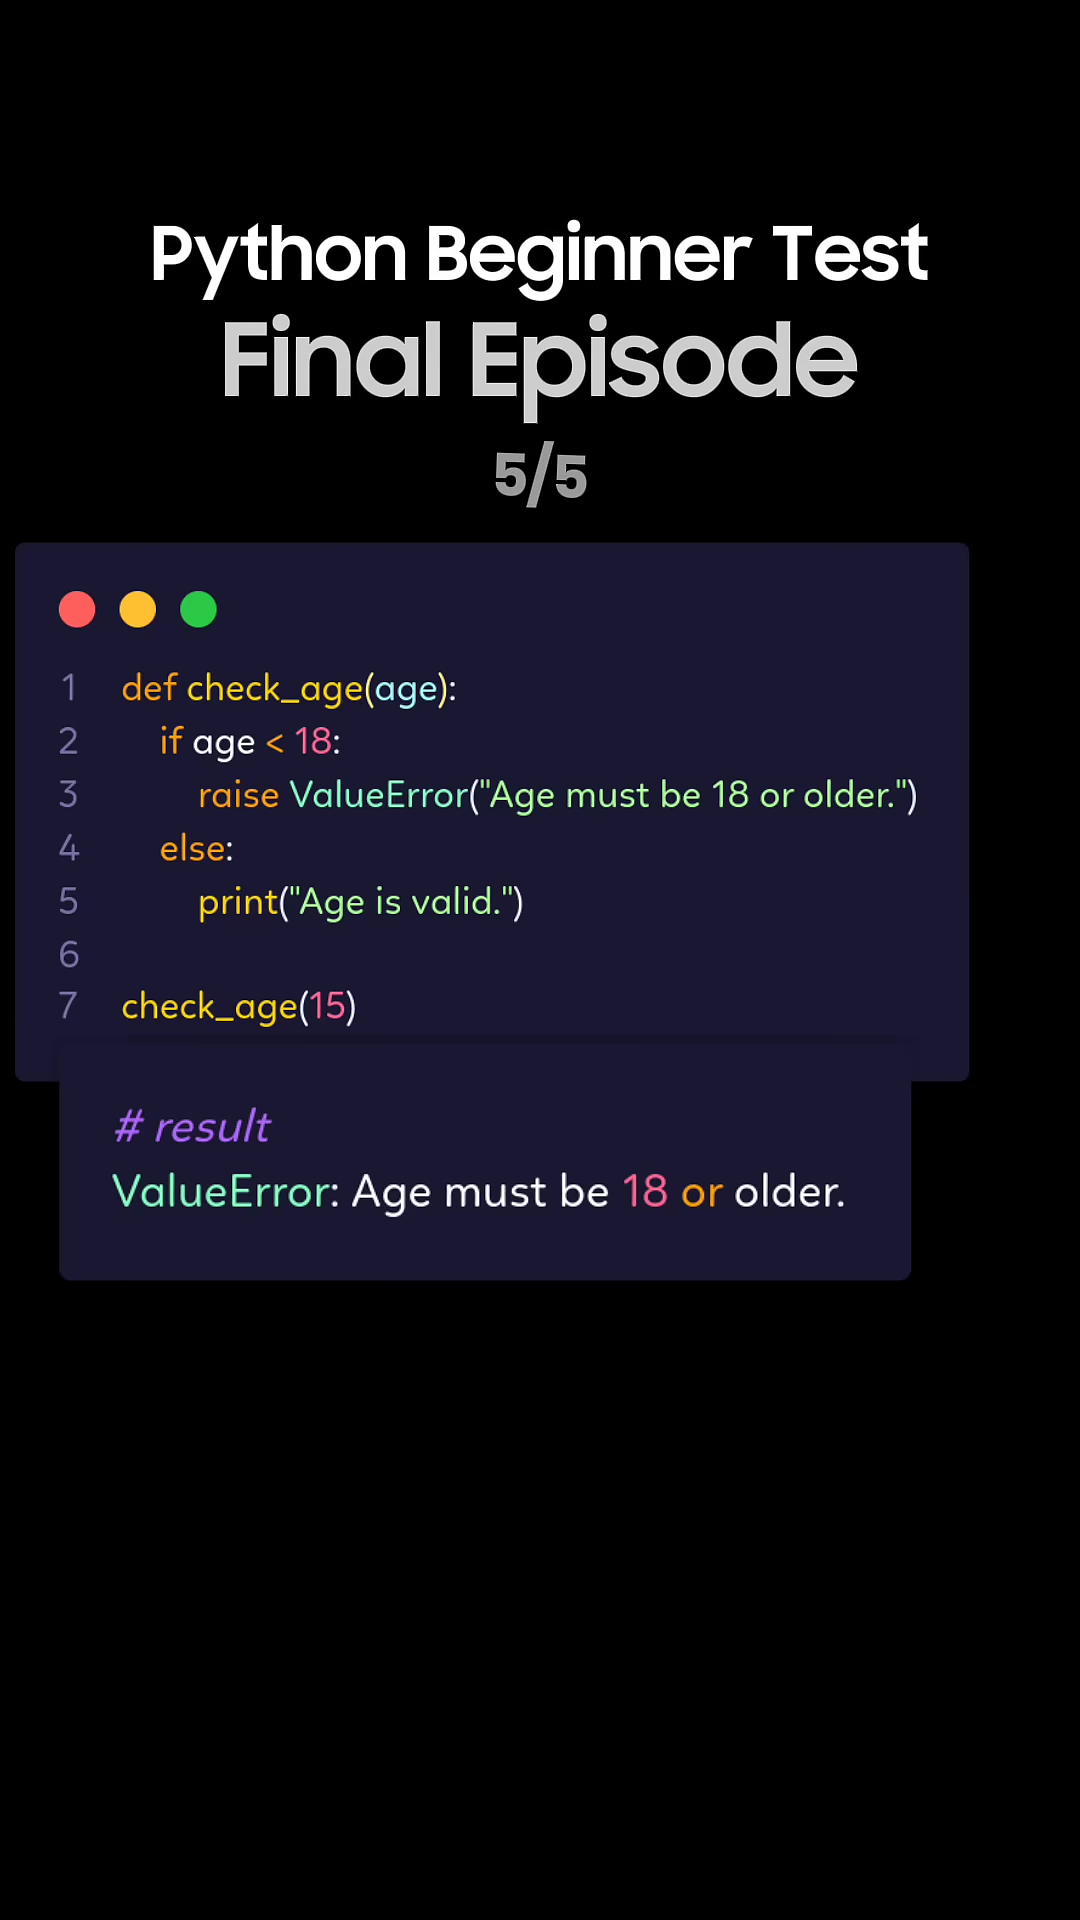 Python Beginner Test
Final Episode
5/5
1 def check_age(age):
2     if age < 18:
3         raise ValueError("Age must be 18 or older.")
4     else:
5         print("Age is valid.")
6
7 check_age(15)
# result
ValueError: Age must be 18 or older.